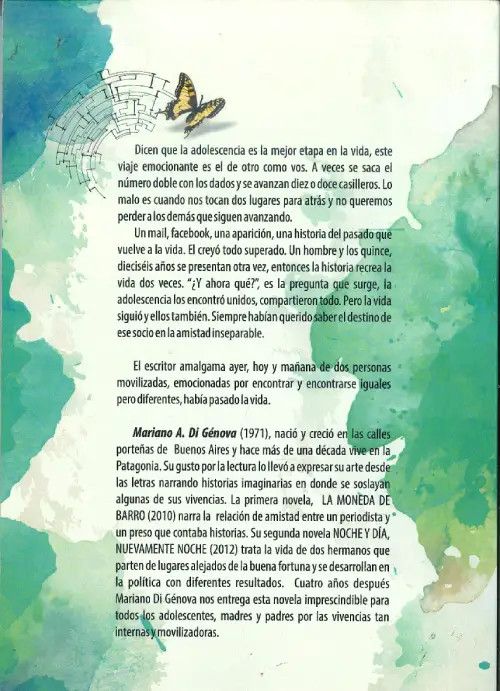 Dicen que la adolescencia es la mejor etapa en la vida, este
viaje emocionante es el de otro como vos. A veces se saca el
número doble con los dados y se avanzan diez o doce casilleros. Lo
malo es cuando nos tocan dos lugares para atrás y no queremos
perder a los demás que siguen avanzando.
Un mail, facebook, una aparición, una historia del pasado que
vuelve a la vida. El creyó todo superado. Un hombre y los quince,
dieciséis años se presentan otra vez, entonces la historia recrea la
vida dos veces. "¿Y ahora qué?", es la pregunta que surge, la
adolescencia los encontró unidos, compartieron todo. Pero la vida
siguió y ellos también. Siempre habían querido saber el destino de
ese socio en la amistad inseparable.
El escritor amalgama ayer, hoy y mañana de dos personas
movilizadas, emocionadas por encontrar y encontrarse iguales
pero diferentes, había pasado la vida.
Mariano A. Di Génova (1971), nació y creció en las calles
porteñas de Buenos Aires y hace más de una década vive en la
Patagonia. Su gusto por la lectura lo llevó a expresar su arte desde
las letras narrando historias imaginarias en donde se soslayan
algunas de sus vivencias. La primera novela, LA MONEDA DE
BARRO (2010) narra la relación de amistad entre un periodista y
un preso que contaba historias. Su segunda novela NOCHE Y DÍA,
NUEVAMENTE NOCHE (2012) trata la vida de dos hermanos que
parten de lugares alejados de la buena fortuna y se desarrollan en
la política con diferentes resultados. Cuatro años después
Mariano Di Génova nos entrega esta novela imprescindible para
todos los adolescentes, madres y padres por las vivencias tan
internas y movilizadoras.